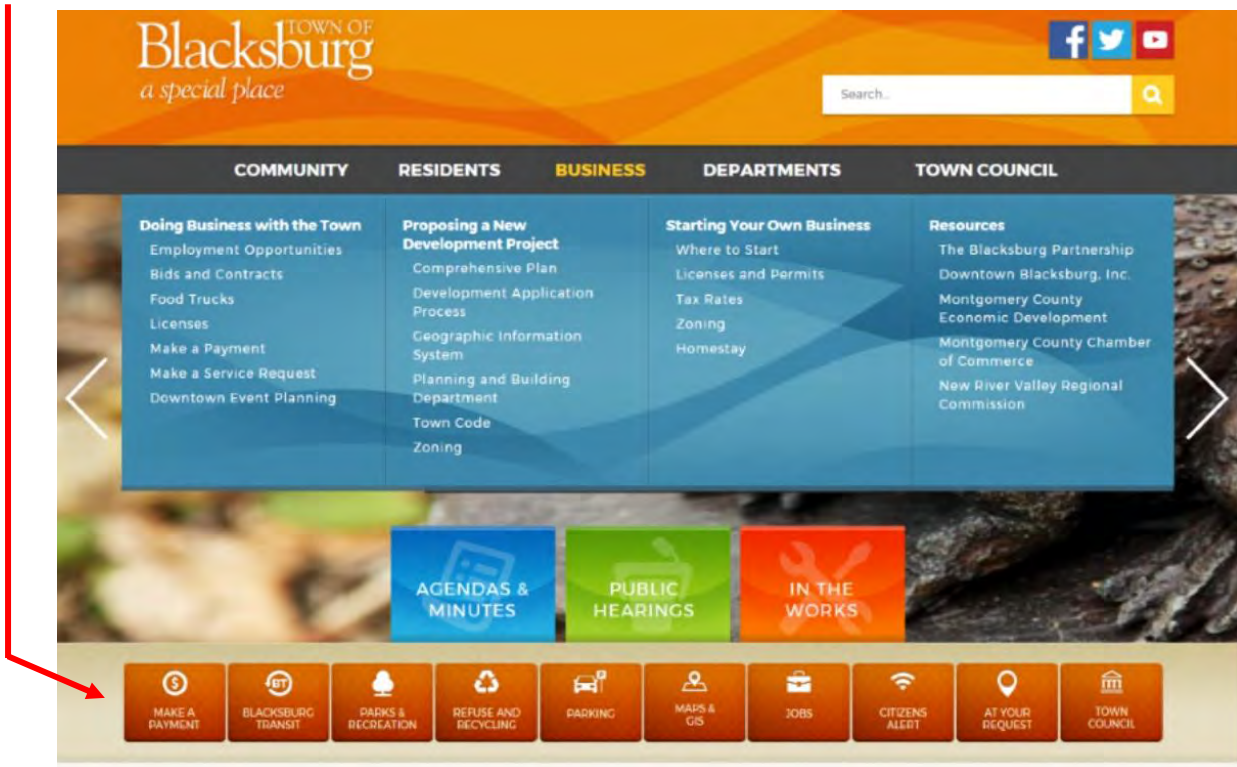 TOWN OF
Blacksburg
a special place
Search...
COMMUNITY RESIDENTS BUSINESS DEPARTMENTS TOWN COUNCIL
Doing Business with the Town
Employment Opportunities
Bids and Contracts
Food Trucks
Licenses
Make a Payment
Make a Service Request
Downtown Event Planning
Proposing a New
Development Project
Comprehensive Plan
Development Application
Process
Geographic Information
System
Planning and Building
Department
Town Code
Zoning
Starting Your Own Business
Where to Start
Licenses and Permits
Tax Rates
Zoning
Homestay
Resources
The Blacksburg Partnership
Downtown Blacksburg, Inc.
Montgomery County
Economic Development
Montgomery County Chamber
of Commerce
New River Valley Regional
Commission
AGENDAS &
MINUTES
PUBLIC
HEARINGS
IN THE
WORKS
MAKE A
PAYMENT
BT
BLACKSBURG
TRANSIT
PARKS &
RECREATION
REFUSE AND
RECYCLING
P
PARKING
MAPS &
GIS
JOBS
CITIZENS
ALERT
AT YOUR
REQUEST
TOWN
COUNCIL